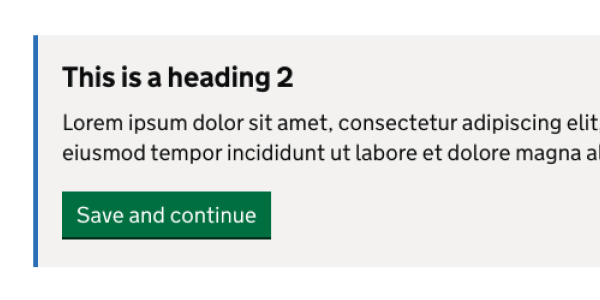 This is a heading 2
Lorem ipsum dolor sit amet, consectetur adipiscing elit,
eiusmod tempor incididunt ut labore et dolore magna al
Save and continue